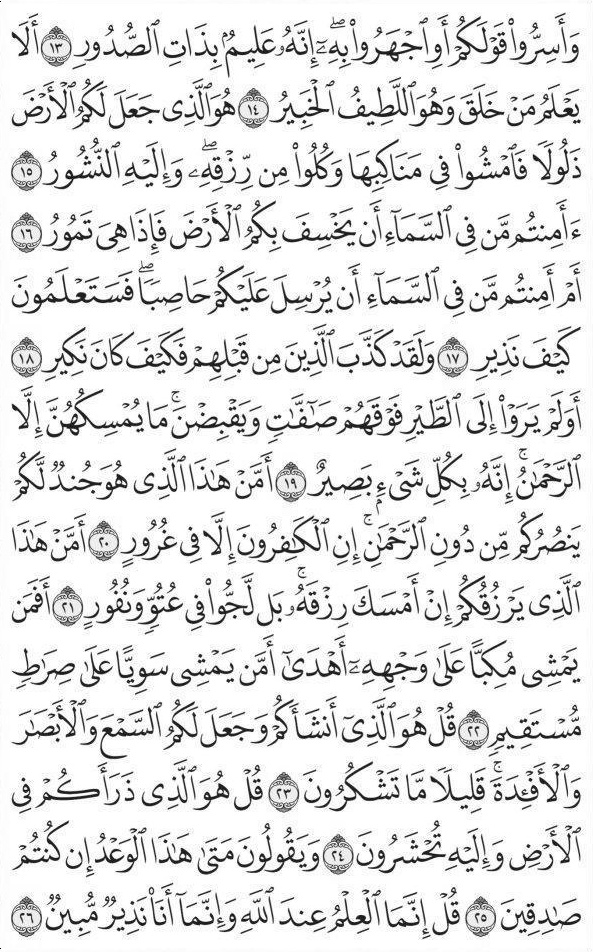 وَأَسِرُّوا۟ قَوْلَكُمْ أَوِ ٱجْهَرُوا۟ بِهِۦٓ ۖ إِنَّهُۥ عَلِيمٌۢ بِذَاتِ ٱلصُّدُورِ ١٣ أَلَا
يَعْلَمُ مَنْ خَلَقَ وَهُوَ ٱللَّطِيفُ ٱلْخَبِيرُ ١٤ هُوَ ٱلَّذِى جَعَلَ لَكُمُ ٱلْأَرْضَ
ذَلُولًا فَٱمْشُوا۟ فِى مَنَاكِبِهَا وَكُلُوا۟ مِن رِّزْقِهِۦ ۖ وَإِلَيْهِ ٱلنُّشُورُ ١٥
ءَأَمِنتُم مَّن فِى ٱلسَّمَآءِ أَن يَخْسِفَ بِكُمُ ٱلْأَرْضَ فَإِذَا هِىَ تَمُورُ ١٦
أَمْ أَمِنتُم مَّن فِى ٱلسَّمَآءِ أَن يُرْسِلَ عَلَيْكُمْ حَاصِبًا ۖ فَسَتَعْلَمُونَ
كَيْفَ نَذِيرِ ١٧ وَلَقَدْ كَذَّبَ ٱلَّذِينَ مِن قَبْلِهِمْ فَكَيْفَ كَانَ نَكِيرِ ١٨
أَوَلَمْ يَرَوْا۟ إِلَى ٱلطَّيْرِ فَوْقَهُمْ صَٰٓفَّٰتٍ وَيَقْبِضْنَ ۚ مَا يُمْسِكُهُنَّ إِلَّا
ٱلرَّحْمَٰنُ ۚ إِنَّهُۥ بِكُلِّ شَىْءٍۭ بَصِيرٌ ١٩ أَمَّنْ هَٰذَا ٱلَّذِى هُوَ جُندٌ لَّكُمْ
يَنصُرُكُم مِّن دُونِ ٱلرَّحْمَٰنِ ۚ إِنِ ٱلْكَٰفِرُونَ إِلَّا فِى غُرُورٍ ٢٠ أَمَّنْ هَٰذَا
ٱلَّذِى يَرْزُقُكُمْ إِنْ أَمْسَكَ رِزْقَهُۥ ۚ بَل لَّجُّوا۟ فِى عُتُوٍّ وَنُفُورٍ ٢١ أَفَمَن
يَمْشِى مُكِبًّا عَلَىٰ وَجْهِهِۦٓ أَهْدَىٰٓ أَمَّن يَمْشِى سَوِيًّا عَلَىٰ صِرَٰطٍ
مُّسْتَقِيمٍ ٢٢ قُلْ هُوَ ٱلَّذِىٓ أَنشَأَكُمْ وَجَعَلَ لَكُمُ ٱلسَّمْعَ وَٱلْأَبْصَٰرَ
وَٱلْأَفْـِٔدَةَ ۖ قَلِيلًا مَّا تَشْكُرُونَ ٢٣ قُلْ هُوَ ٱلَّذِى ذَرَأَكُمْ فِى
ٱلْأَرْضِ وَإِلَيْهِ تُحْشَرُونَ ٢٤ وَيَقُولُونَ مَتَىٰ هَٰذَا ٱلْوَعْدُ إِن كُنتُمْ
صَٰدِقِينَ ٢٥ قُلْ إِنَّمَا ٱلْعِلْمُ عِندَ ٱللَّهِ وَإِنَّمَآ أَنَا۠ نَذِيرٌ مُّبِينٌ ٢٦